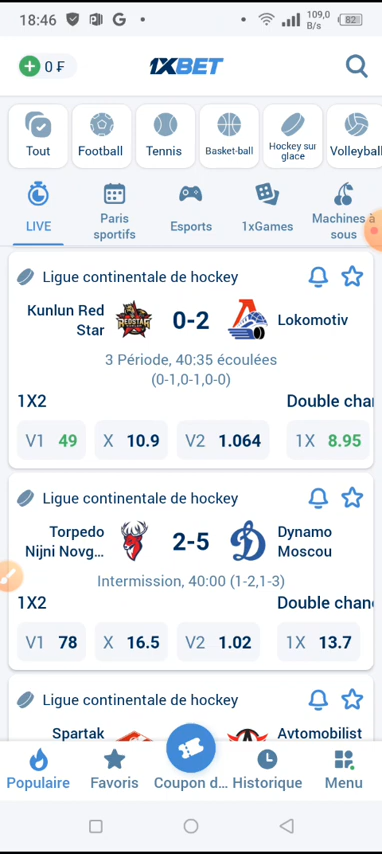 18:46 G 109,0 B/s 82
0 ₣ 1XBET
Tout Football Tennis Basket-ball Hockey sur glace Volleyball
LIVE Paris sportifs Esports 1xGames Machines à sous
Ligue continentale de hockey
Kunlun Red Star REDSTAR 0-2 Lokomotiv
3 Période, 40:35 écoulées
(0-1,0-1,0-0)
1X2 Double chan
V1 49 X 10.9 V2 1.064 1X 8.95
Ligue continentale de hockey
Torpedo Nijni Novg... 2-5 Dynamo Moscou
Intermission, 40:00 (1-2,1-3)
1X2 Double chan
V1 78 X 16.5 V2 1.02 1X 13.7
Ligue continentale de hockey
Spartak Avtomobilist
Populaire Favoris Coupon d... Historique Menu